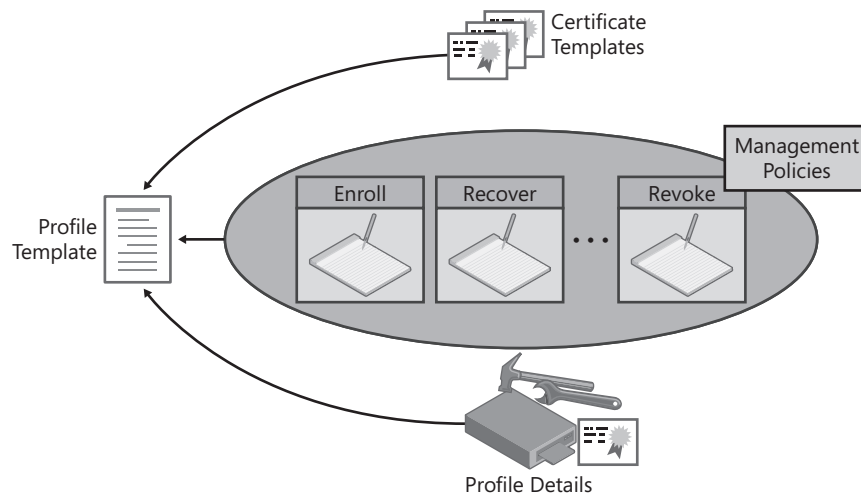 Certificate
Templates
Management
Policies
Enroll
Recover
Revoke
Profile
Template
Profile Details